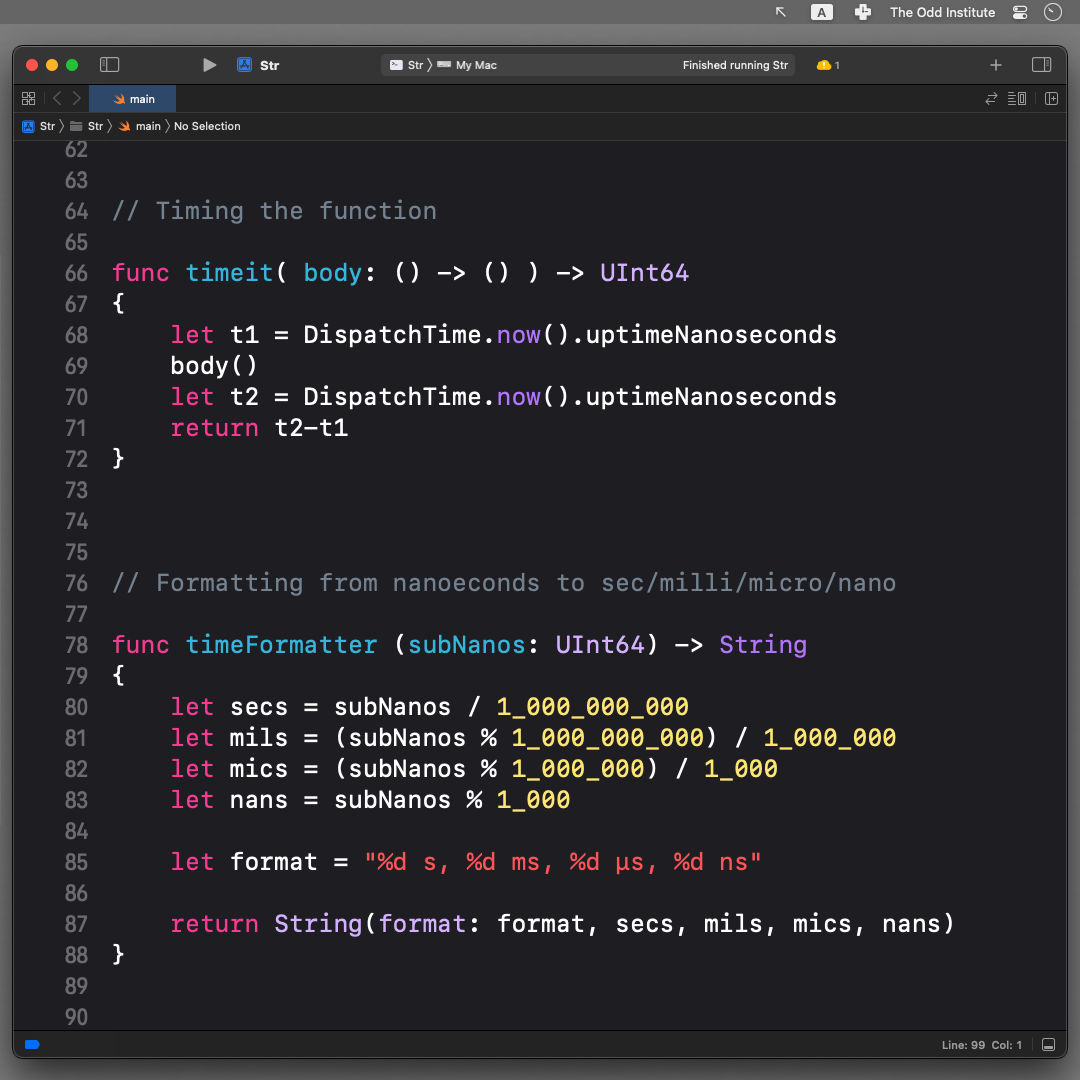 A The Odd Institute
Str
Str 〉 My Mac Finished running Str 1
main
Str 〉 Str 〉 main 〉 No Selection
62
63
64 // Timing the function
65
66 func timeit( body: () -> () ) -> UInt64
67 {
68     let t1 = DispatchTime.now().uptimeNanoseconds
69     body()
70     let t2 = DispatchTime.now().uptimeNanoseconds
71     return t2-t1
72 }
73
74
75
76 // Formatting from nanoeconds to sec/milli/micro/nano
77
78 func timeFormatter (subNanos: UInt64) -> String
79 {
80     let secs = subNanos / 1_000_000_000
81     let mils = (subNanos % 1_000_000_000) / 1_000_000
82     let mics = (subNanos % 1_000_000) / 1_000
83     let nans = subNanos % 1_000
84
85     let format = "%d s, %d ms, %d µs, %d ns"
86
87     return String(format: format, secs, mils, mics, nans)
88 }
89
90
Line: 99 Col: 1